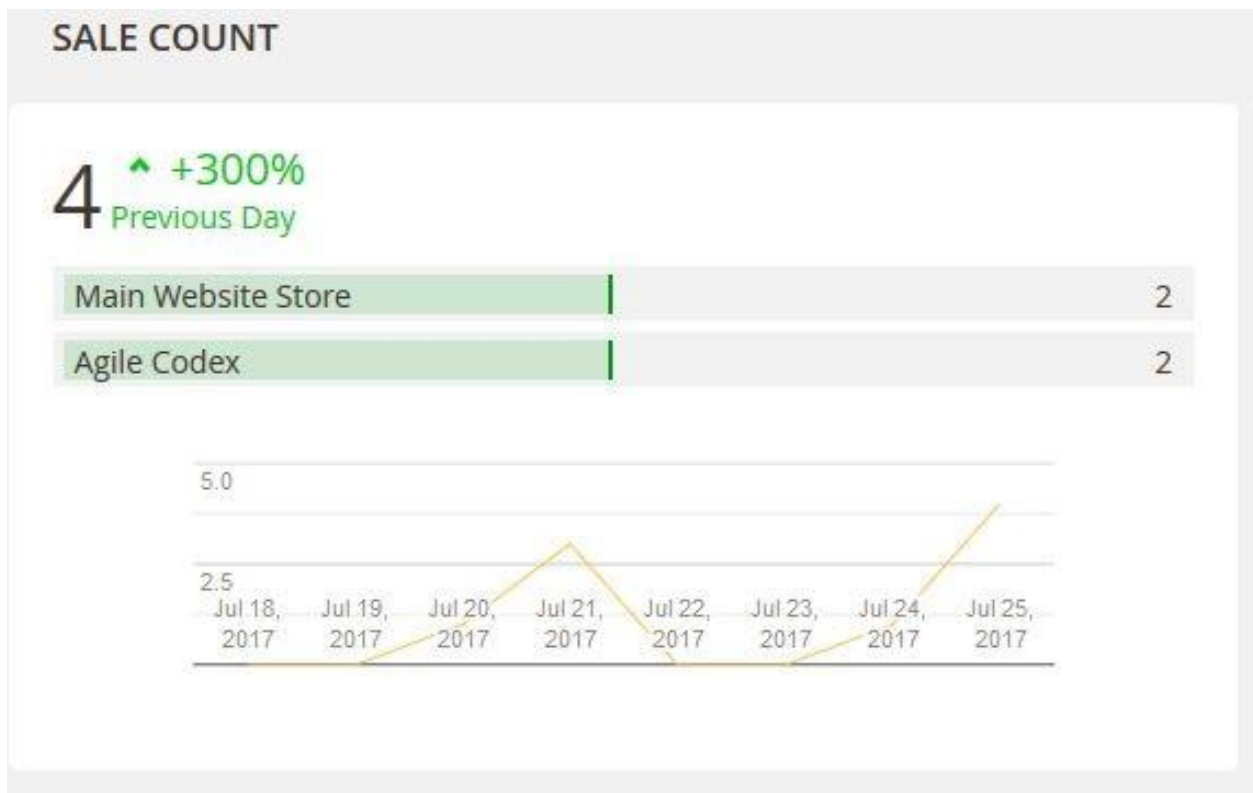 SALE COUNT
4 +300%
Previous Day
Main Website Store 2
Agile Codex 2
5.0
2.5
Jul 18, Jul 19, Jul 20, Jul 21, Jul 22, Jul 23, Jul 24, Jul 25,
2017 2017 2017 2017 2017 2017 2017 2017